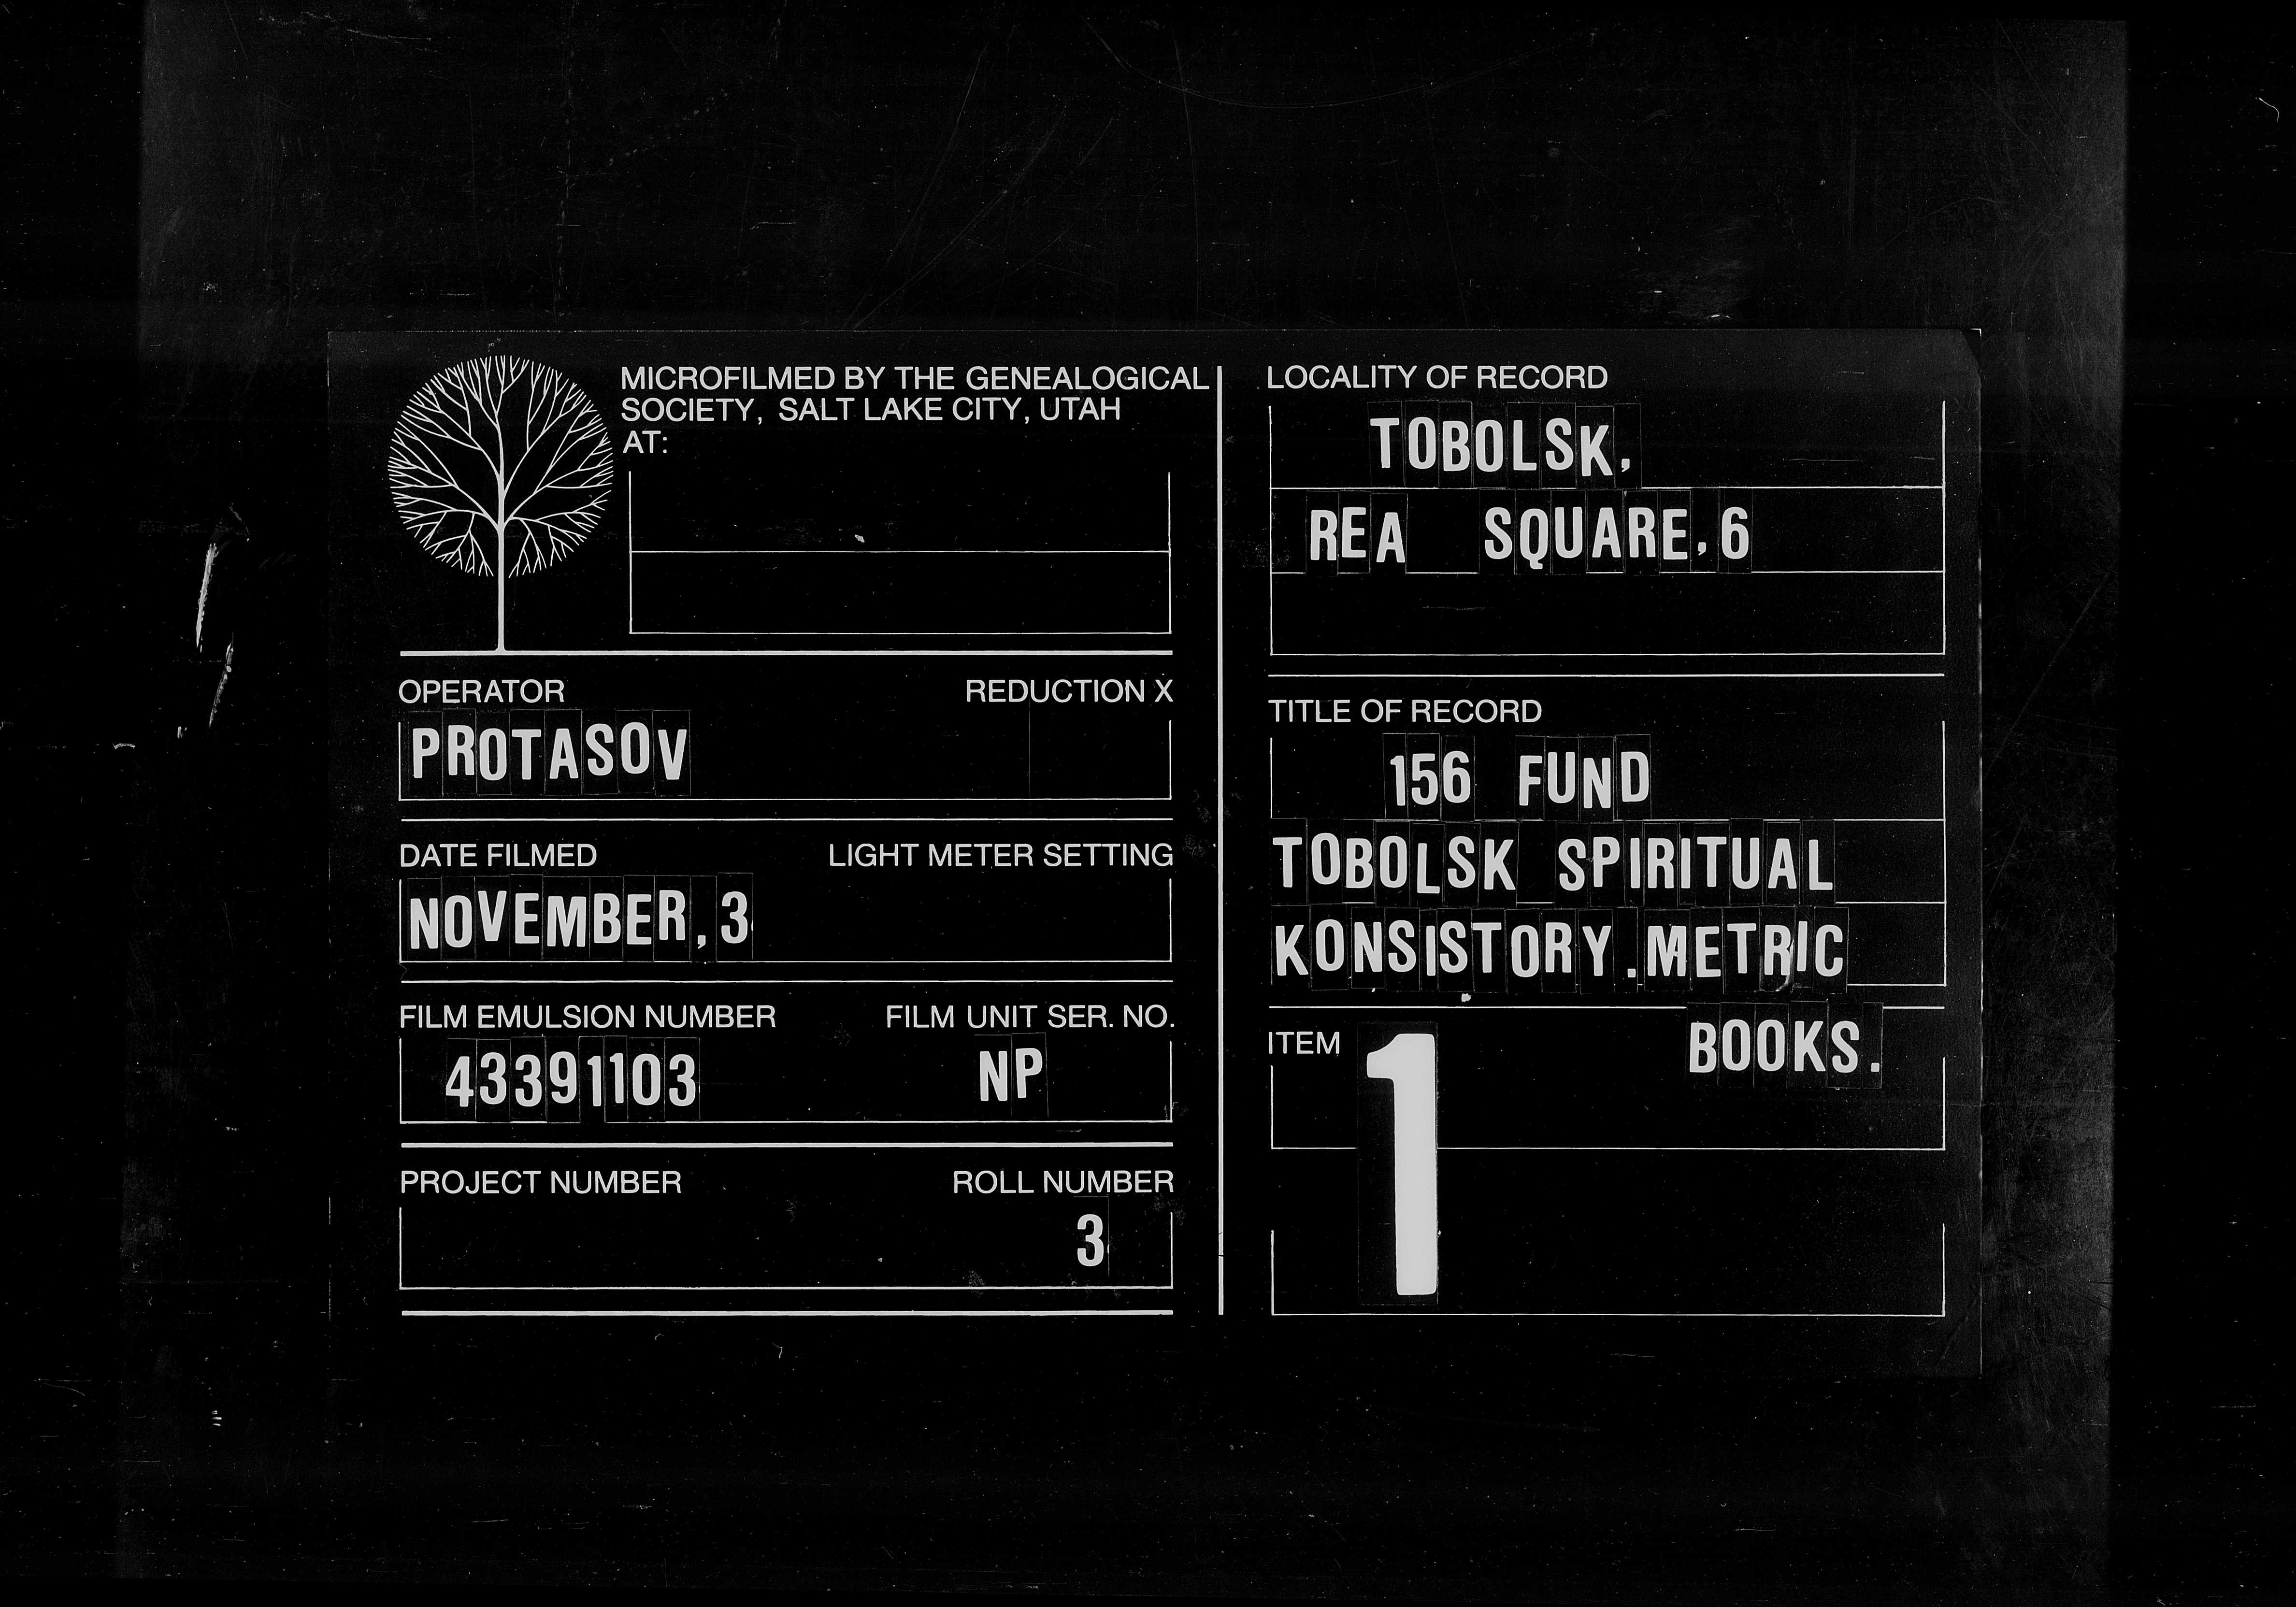 MICROFILMED BY THE GENEALOGICAL
SOCIETY, SALT LAKE CITY, UTAH
AT:
OPERATOR REDUCTION X
PROTASOV
DATE FILMED LIGHT METER SETTING
NOVEMBER, 3
FILM EMULSION NUMBER FILM UNIT SER. NO.
43391103 NP
PROJECT NUMBER ROLL NUMBER
3
LOCALITY OF RECORD
TOBOLSK,
REA SQUARE, 6
TITLE OF RECORD
156 FUND
TOBOLSK SPIRITUAL
KONSISTORY. METRIC
BOOKS.
ITEM 1